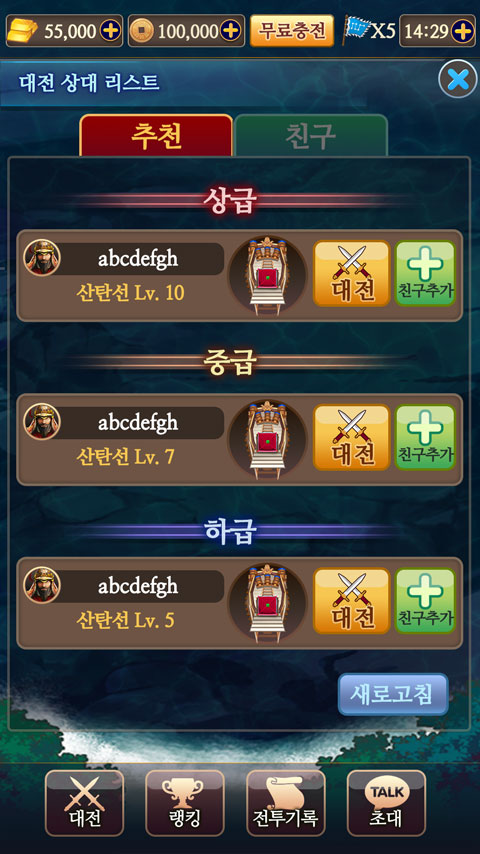 55,000 100,000 무료충전 X5 14:29
대전 상대 리스트
추천 친구
상급
abcdefgh
산탄선 Lv. 10
대전 친구추가
중급
abcdefgh
산탄선 Lv. 7
대전 친구추가
하급
abcdefgh
산탄선 Lv. 5
대전 친구추가
새로고침
TALK
대전 랭킹 전투기록 초대